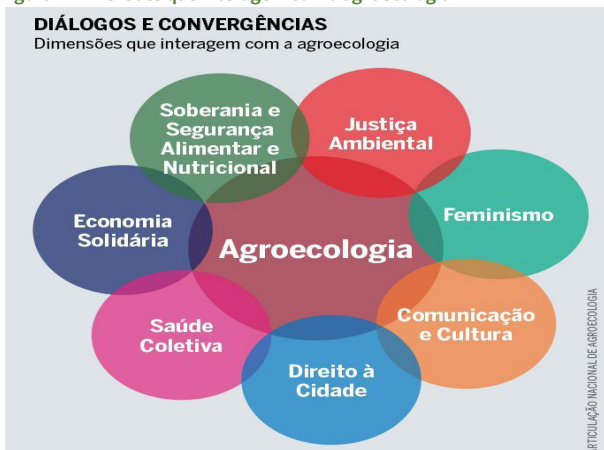 DIÁLOGOS E CONVERGÊNCIAS
Dimensões que interagem com a agroecologia
Soberania e
Segurança
Alimentar e
Nutricional
Justiça
Ambiental
Economia
Solidária
Agroecologia
Feminismo
Saúde
Coletiva
Comunicação
e Cultura
Direito à
Cidade
ARTICULAÇÃO NACIONAL DE AGROECOLOGIA